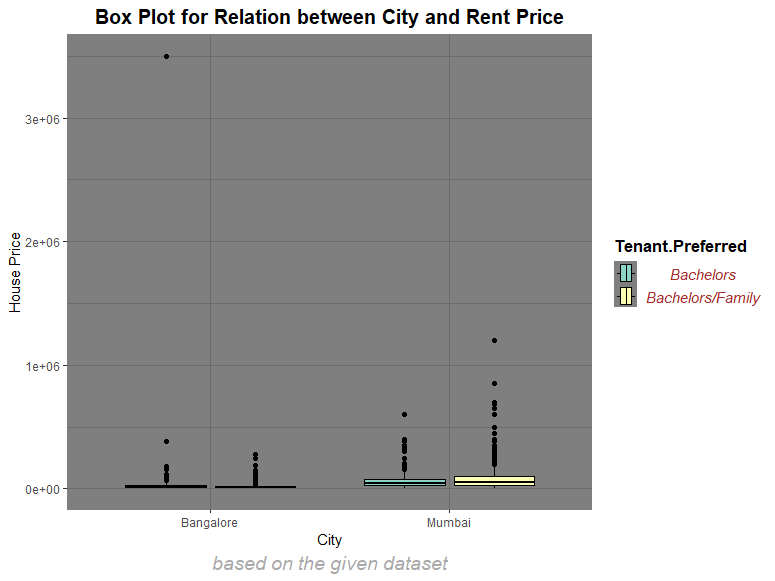 Box Plot for Relation between City and Rent Price
House Price
3e+06
2e+06
1e+06
0e+00
Bangalore
Mumbai
City
based on the given dataset
Tenant.Preferred
Bachelors
Bachelors/Family